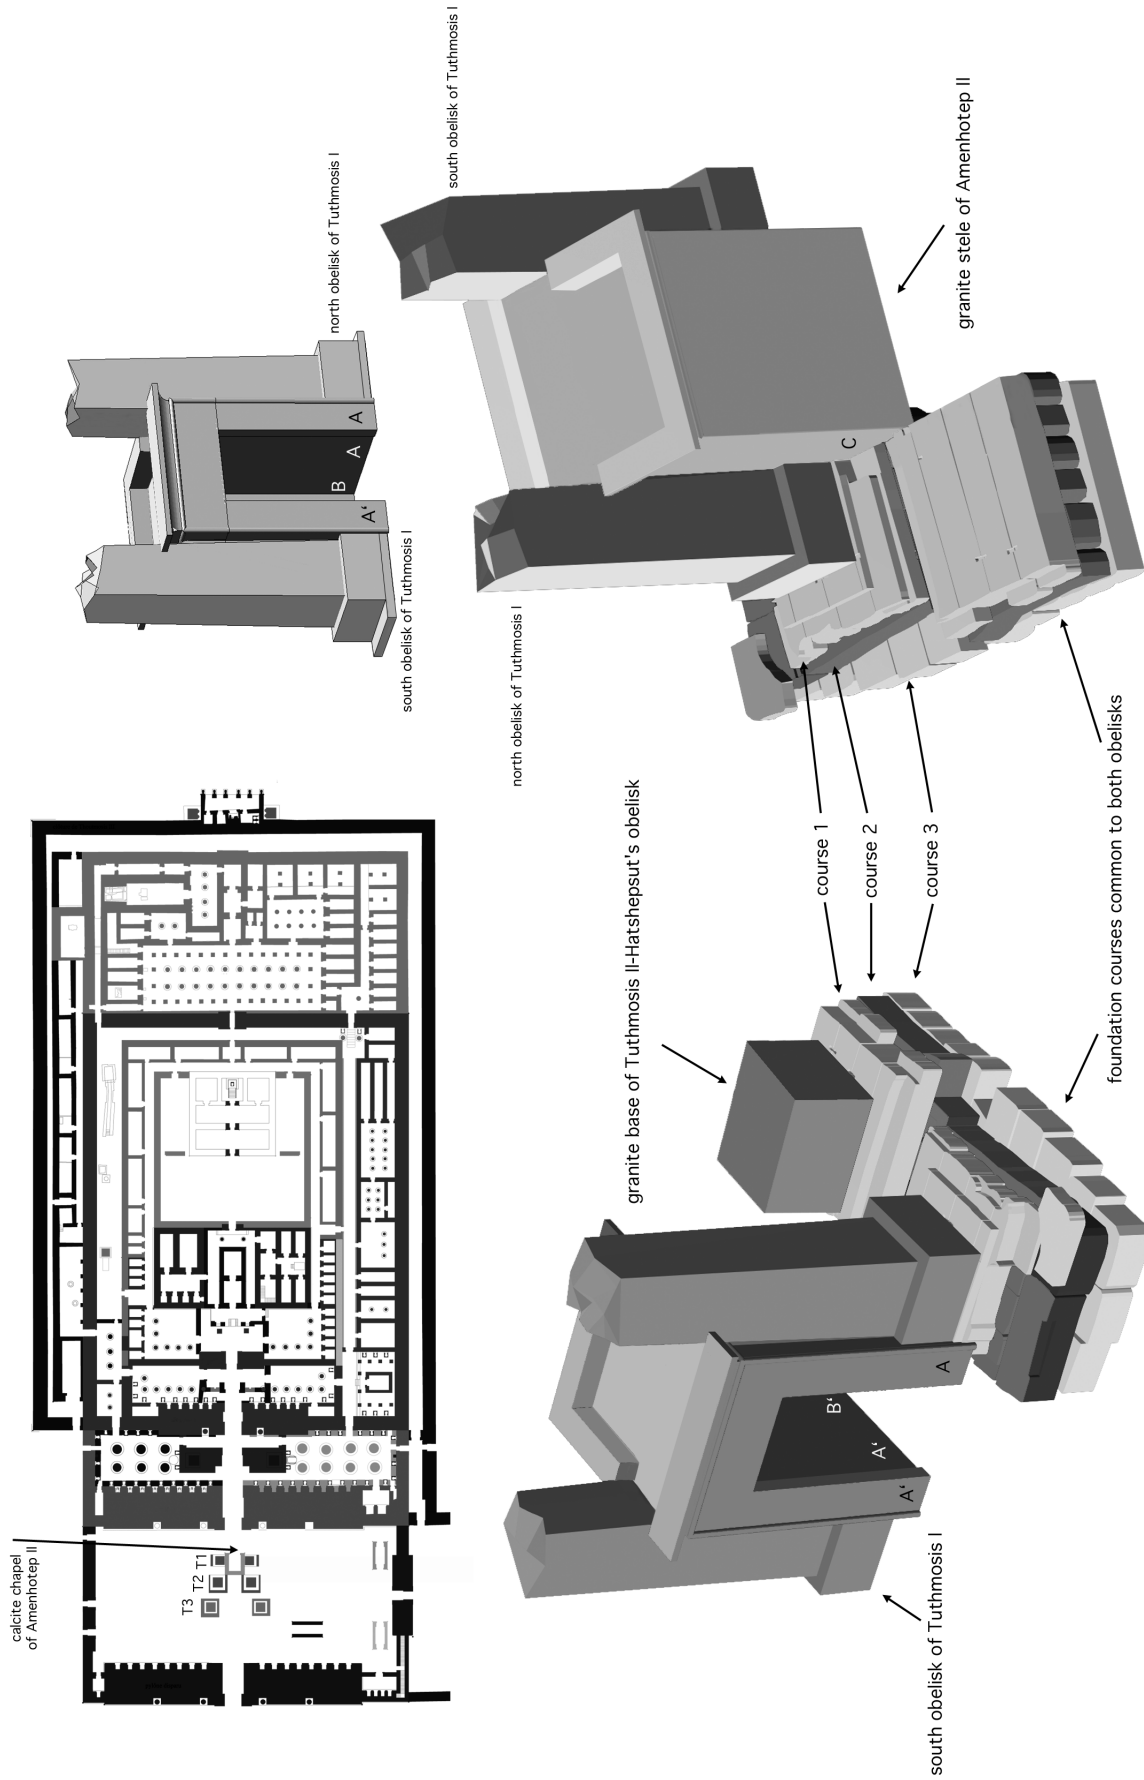 calcite chapel
of Amenhotep II
T3
T2
T1
south obelisk of Tuthmosis I
A'
B
A
A
north obelisk of Tuthmosis I
south obelisk of Tuthmosis I
A'
A'
B'
A
granite base of Tuthmosis II-Hatshepsut's obelisk
north obelisk of Tuthmosis I
south obelisk of Tuthmosis I
C
granite stele of Amenhotep II
course 1
course 2
course 3
foundation courses common to both obelisks